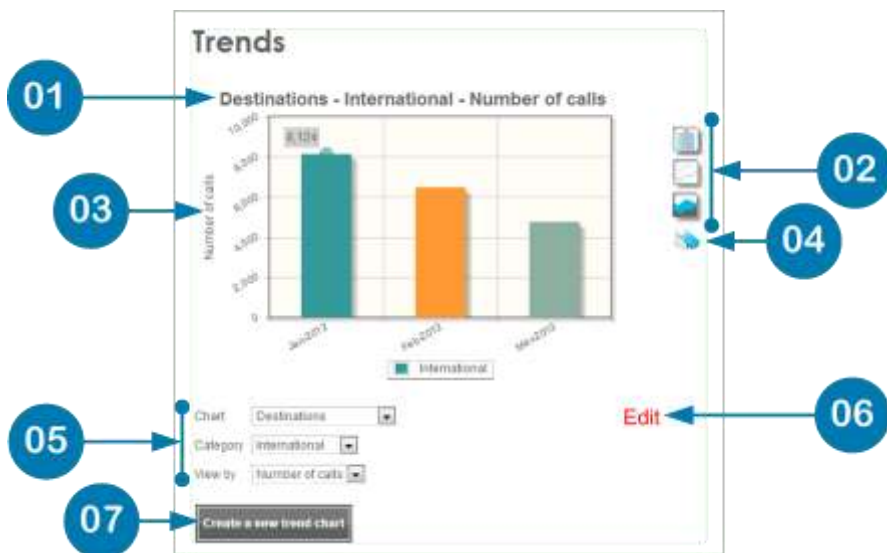 Trends
01
Destinations - International - Number of calls
10,000
8,104
8,000
02
03
Number of calls
6,000
04
4,000
2,000
0
Jan-2013
Feb-2013
Mar-2013
International
Chart Destinations
Edit
06
05
Category International
View by Number of calls
07
Create a new trend chart